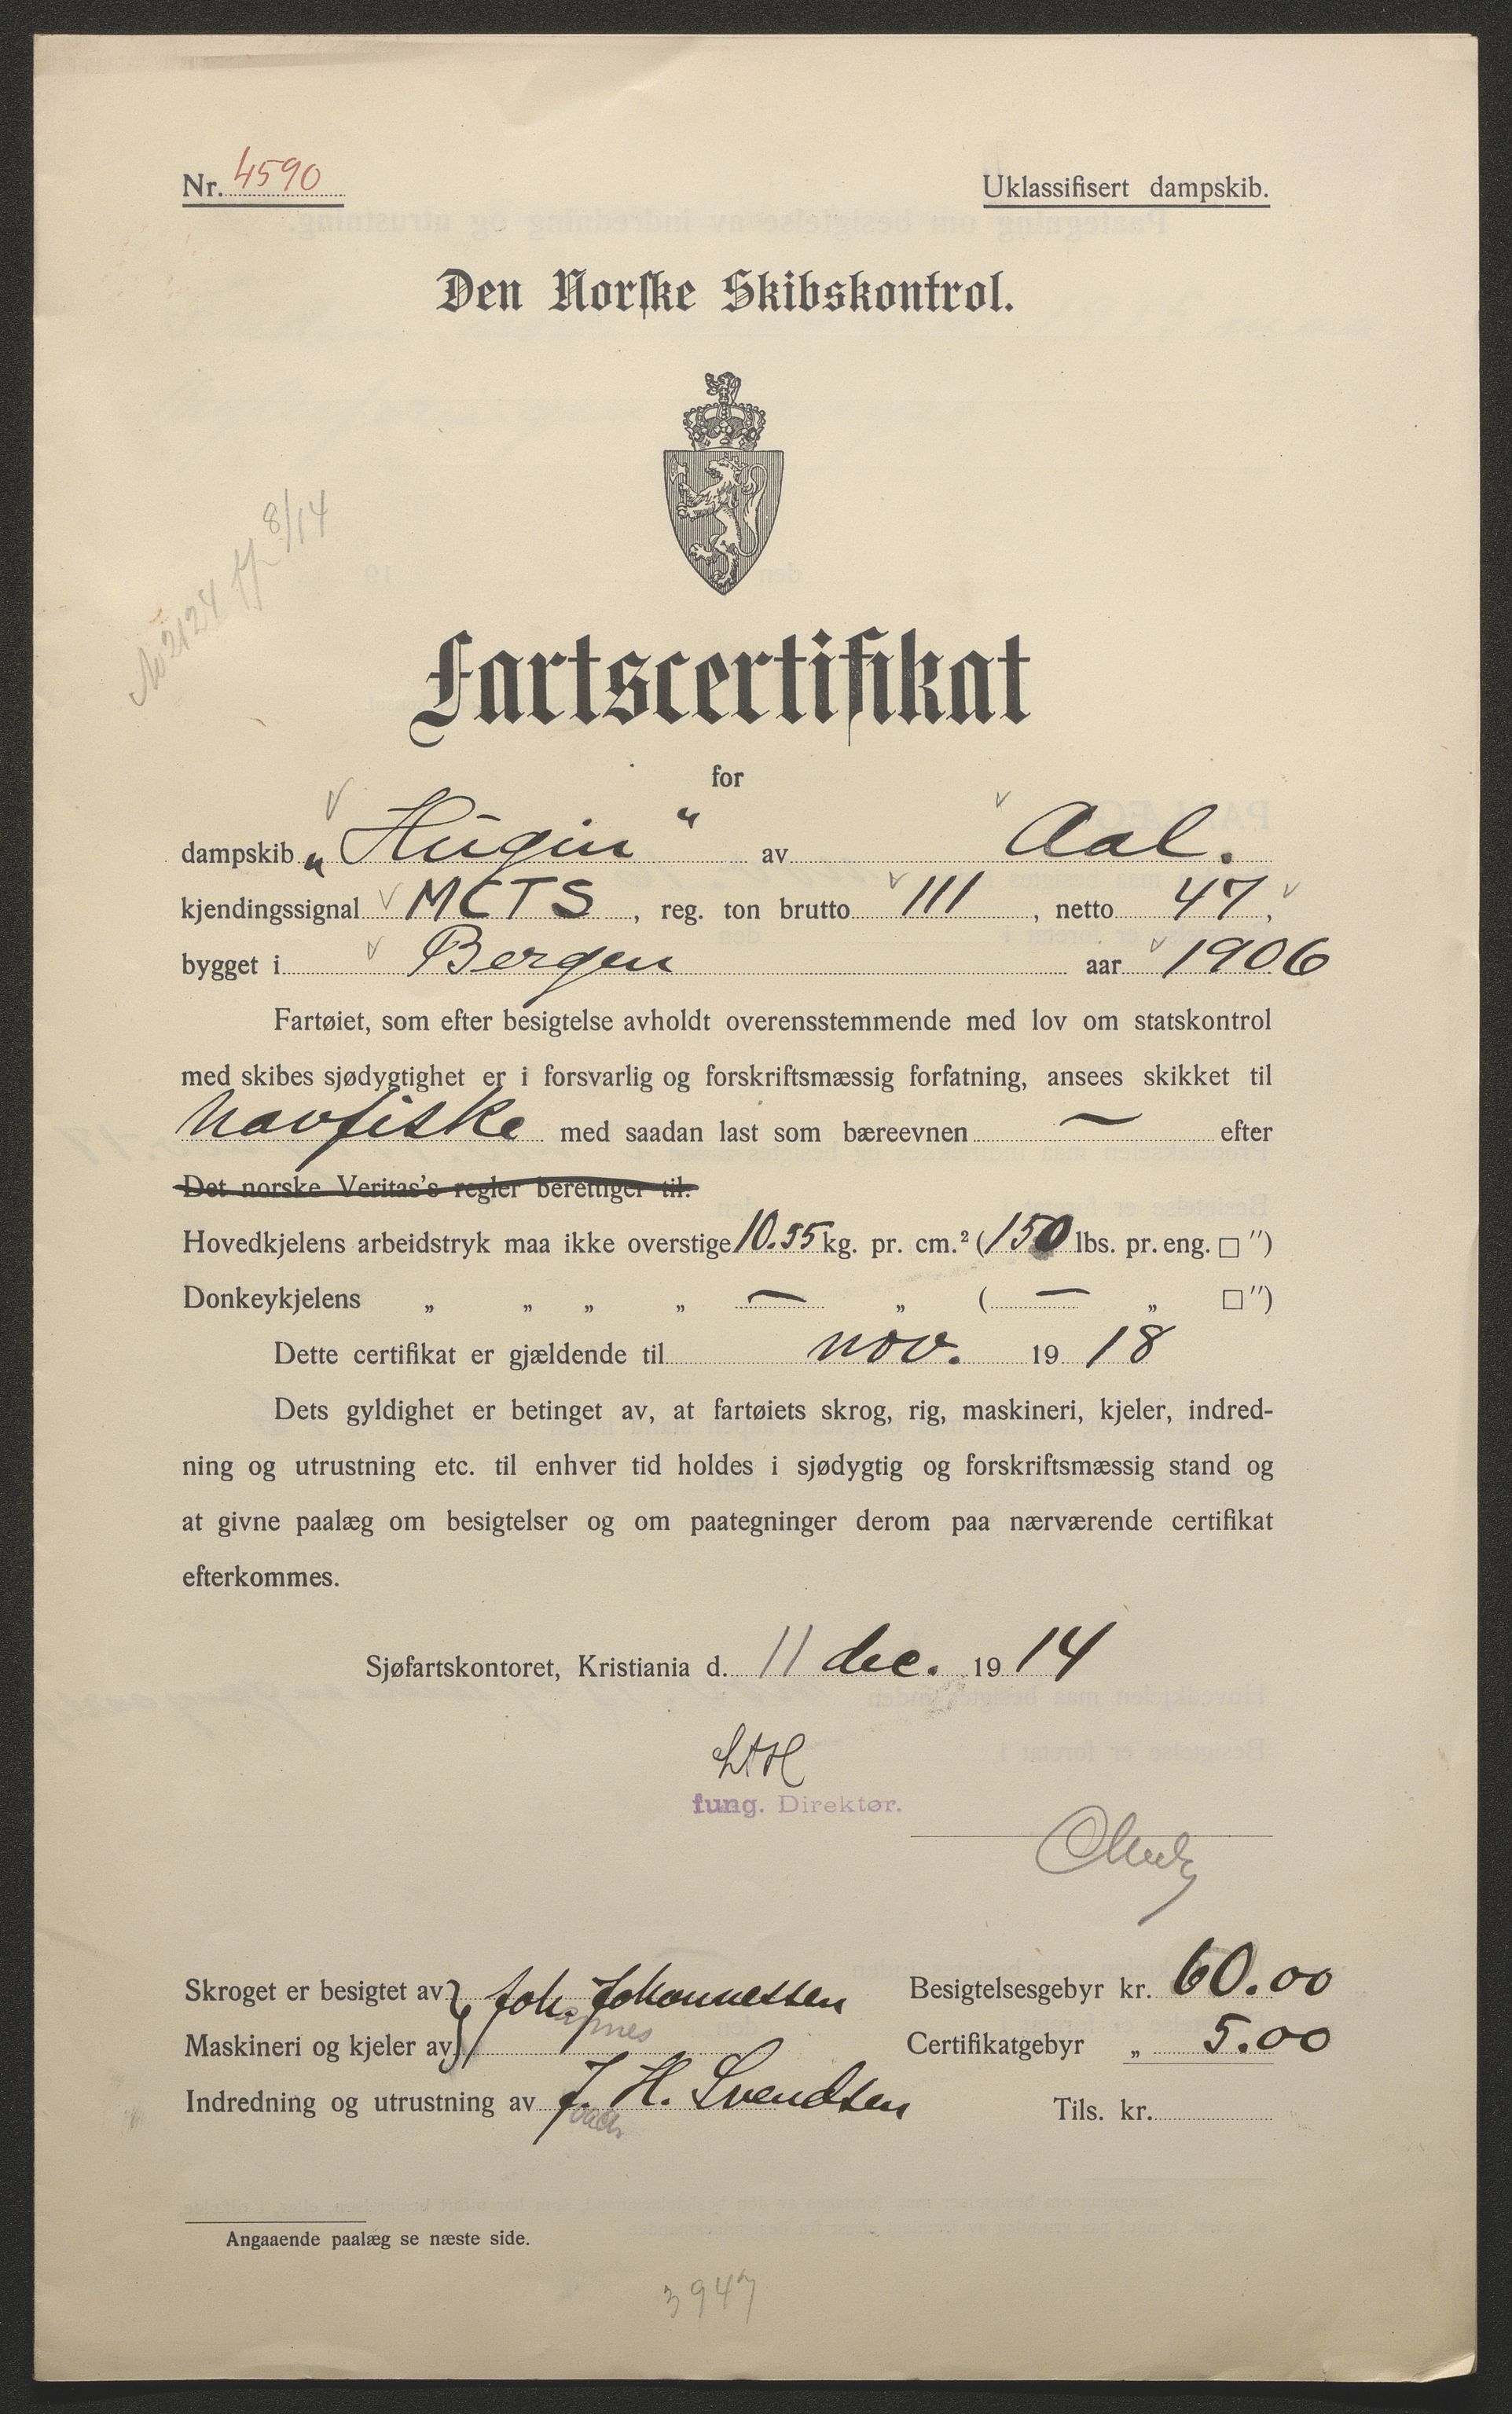 Nr. 4590
Uklassifisert dampskib.
Den Norske Skibskontrol.
8/14
№ 2124
Fartscertifikat
for
dampskib „Hugin" av Aal.
kjendingssignal MCTS, reg. ton brutto 111, netto 47,
bygget i Bergen aar 1906
Fartøiet, som efter besigtelse avholdt overensstemmende med lov om statskontrol
med skibes sjødygtighet er i forsvarlig og forskriftsmæssig forfatning, ansees skikket til
havfiske med saadan last som bæreevnen — efter
Det norske Veritas's regler berettiger til.
Hovedkjelens arbeidstryk maa ikke overstige 10.55 kg. pr. cm.² (150 lbs. pr. eng. □ ")
Donkeykjelens „ „ „ „ — „ ( — „ □ ")
Dette certifikat er gjældende til nov. 1918
Dets gyldighet er betinget av, at fartøiets skrog, rig, maskineri, kjeler, indred-
ning og utrustning etc. til enhver tid holdes i sjødygtig og forskriftsmæssig stand og
at givne paalæg om besigtelser og om paategninger derom paa nærværende certifikat
efterkommes.
Sjøfartskontoret, Kristiania d. 11 dec. 1914
fung. Direktør.
Skroget er besigtet av } Joh. Johannessen
annes
Besigtelsesgebyr kr. 60.00
Maskineri og kjeler av
Certifikatgebyr „ 5.00
Indredning og utrustning av J. H. Svendsen
Tils. kr.
Angaaende paalæg se næste side.
3947